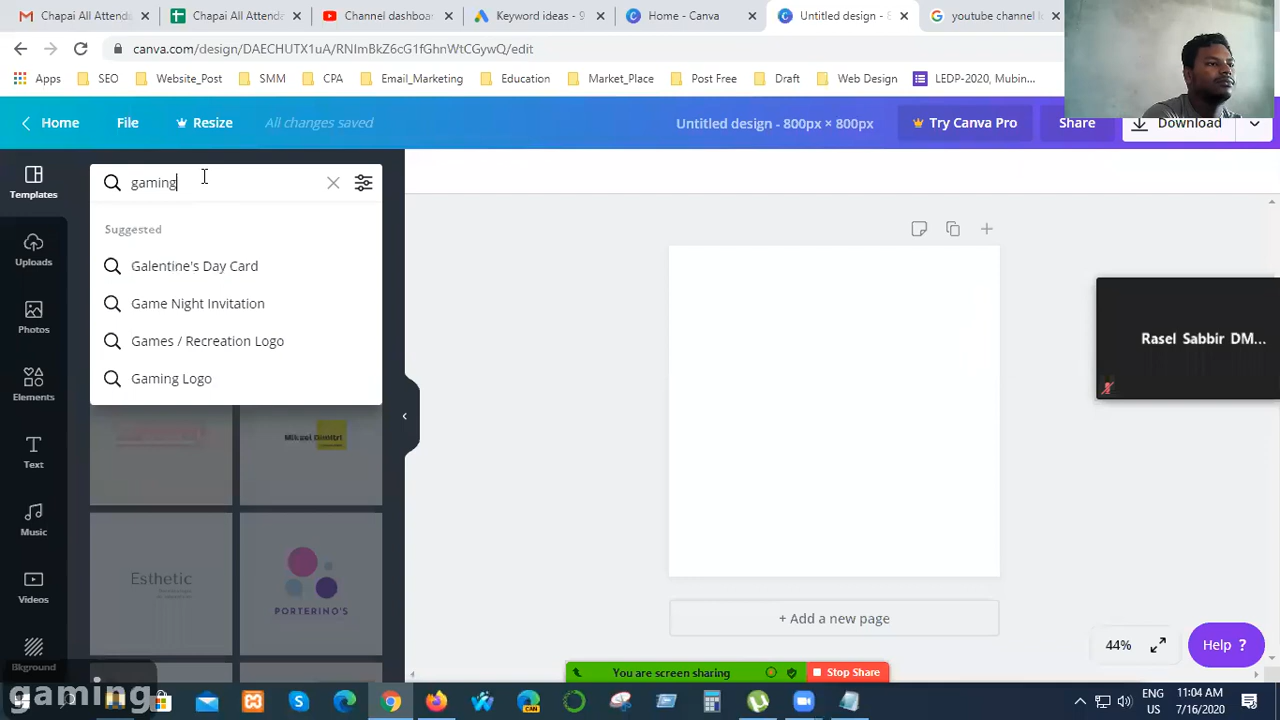 Chapai All Attenda
Chapai All Attende
Channel dashboa
Keyword ideas - 9
Home - Canva
Untitled design - 8
youtube channel l
canva.com/design/DAECHUTX1uA/RNlmBkZ6cG1fGhnWtCGywQ/edit
Apps
SEO
Website_Post
SMM
CPA
Email_Marketing
Education
Market_Place
Post Free
Draft
Web Design
LEDP-2020, Mubin...
Home
File
Resize
All changes saved
Untitled design - 800px × 800px
Try Canva Pro
Share
Download
Templates
Uploads
Photos
Elements
Text
Music
Videos
Bkground
gaming
Suggested
Galentine's Day Card
Game Night Invitation
Games / Recreation Logo
Gaming Logo
Mikael Dimitri
Esthetic
PORTERINO'S
+ Add a new page
Rasel Sabbir DM...
44%
Help ?
You are screen sharing
Stop Share
gaming
ENG
US
11:04 AM
7/16/2020